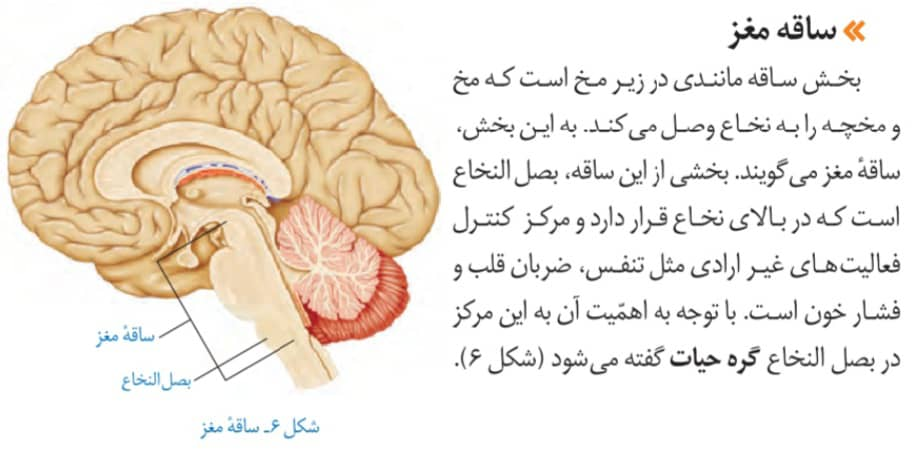 » ساقه مغز
بخش ساقه مانندی در زیر مخ است که مخ
و مخچه را به نخاع وصل می‌کند. به این بخش،
ساقهٔ مغز می‌گویند. بخشی از این ساقه، بصل النخاع
است که در بالای نخاع قرار دارد و مرکز کنترل
فعالیت‌های غیر ارادی مثل تنفس، ضربان قلب و
فشار خون است. با توجه به اهمّیت آن به این مرکز
در بصل النخاع گره حیات گفته می‌شود (شکل ۶).
ساقهٔ مغز
بصل النخاع
شکل ۶ـ ساقهٔ مغز